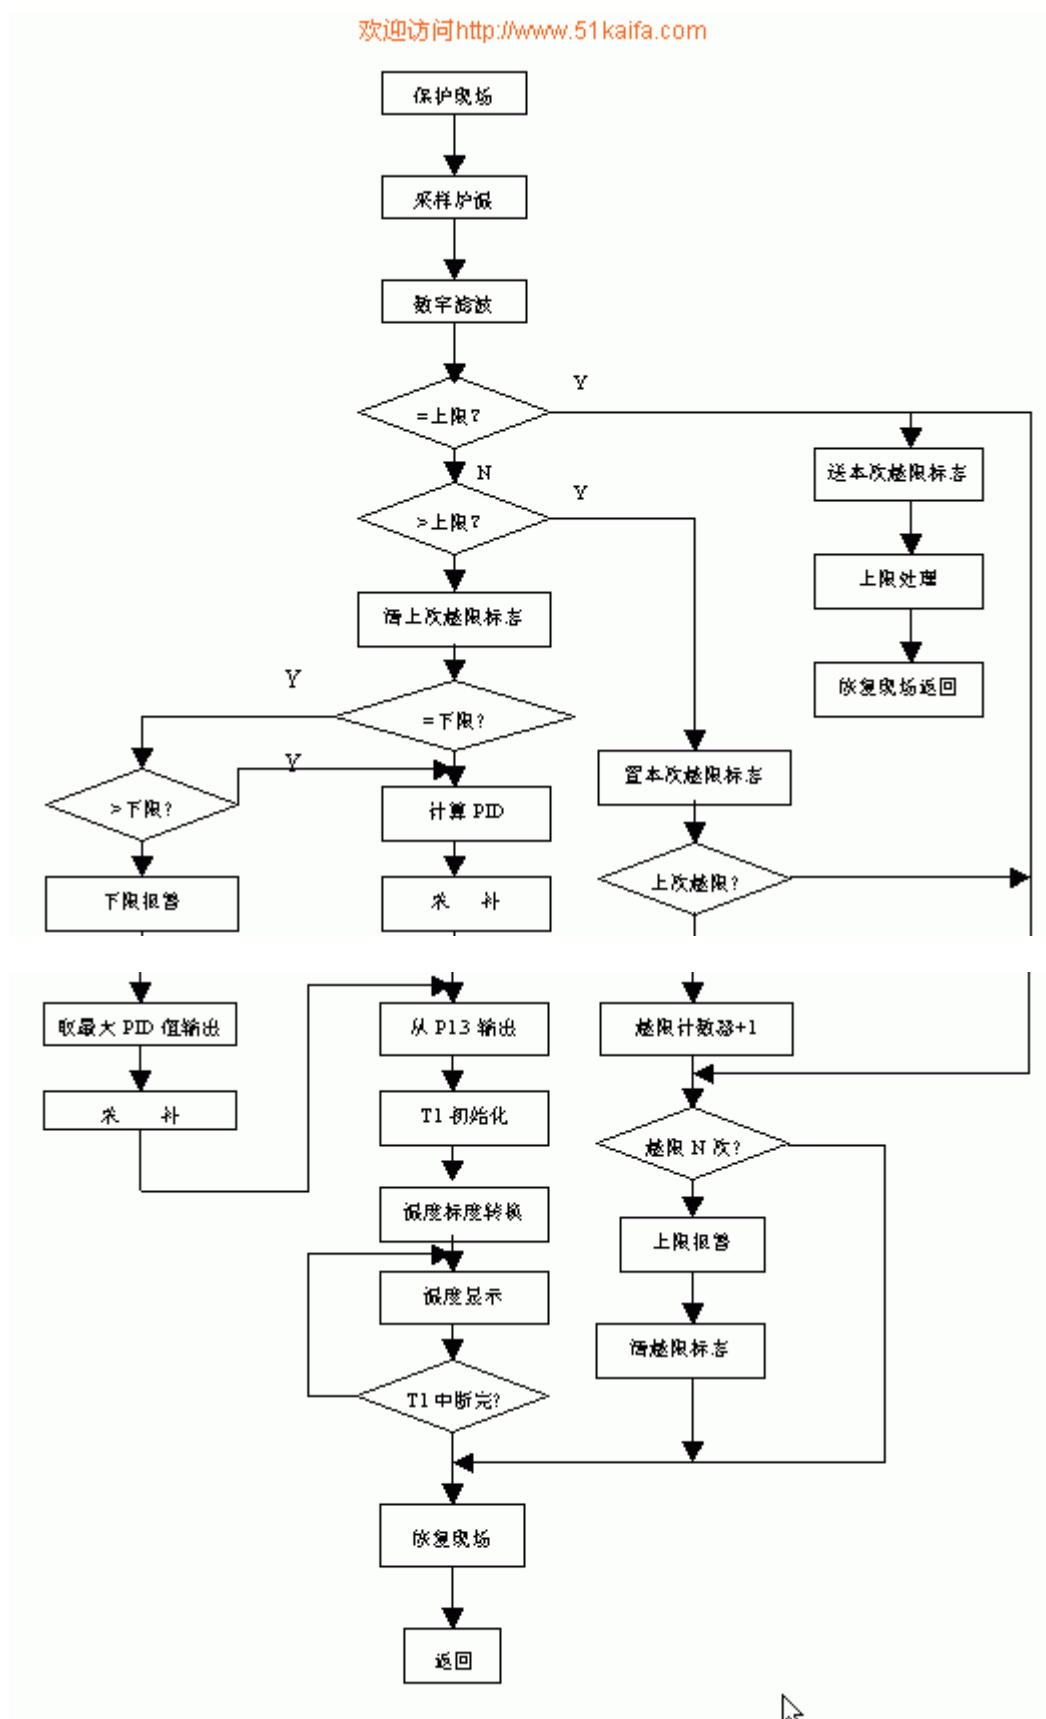 欢迎访问http://www.51kaifa.com
保护现场
采样炉温
数字滤波
Y
=上限?
N
送本次越限标志
Y
>上限?
上限处理
清上次越限标志
恢复现场返回
Y
=下限?
Y
置本次越限标志
>下限?
计算 PID
上次越限?
下限报警
求 补
取最大 PID 值输出
从 P1.3 输出
越限计数器+1
求 补
T1 初始化
越限 N 次?
温度标度转换
上限报警
温度显示
清越限标志
T1 中断完?
恢复现场
返回